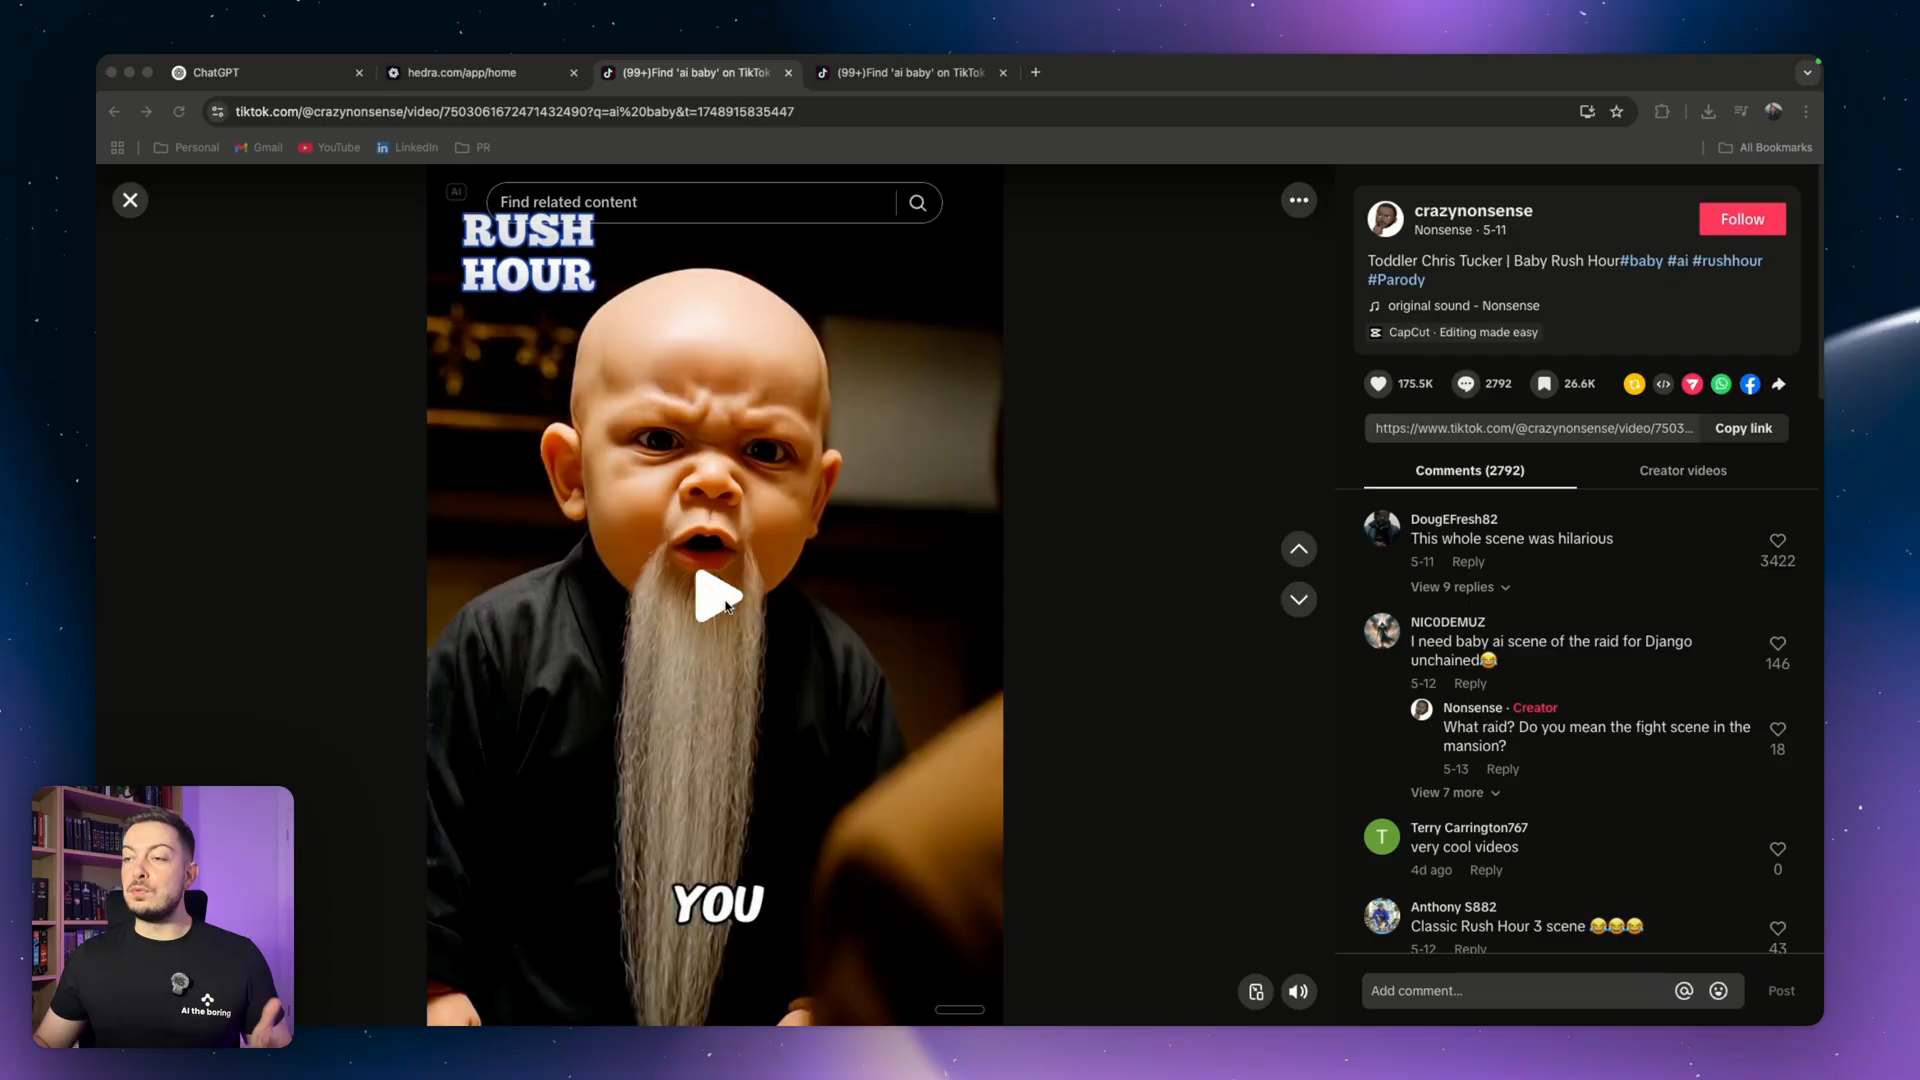 ChatGPT
hedra.com/app/home
(99+)Find 'ai baby' on TikTok
(99+)Find 'ai baby' on TikTok
tiktok.com/@crazynonsense/video/7503061672471432490?q=ai%20baby&t=1748915835447
Personal
Gmail
YouTube
LinkedIn
PR
All Bookmarks
AI
Find related content
RUSH
HOUR
YOU
crazynonsense
Nonsense · 5-11
Follow
Toddler Chris Tucker | Baby Rush Hour#baby #ai #rushhour
#Parody
original sound - Nonsense
CapCut · Editing made easy
175.5K
2792
26.6K
https://www.tiktok.com/@crazynonsense/video/7503...
Copy link
Comments (2792)
Creator videos
DougEFresh82
This whole scene was hilarious
5-11 Reply
3422
View 9 replies
NIC0DEMUZ
I need baby ai scene of the raid for Django
unchained😂
146
5-12 Reply
Nonsense · Creator
What raid? Do you mean the fight scene in the
mansion?
18
5-13 Reply
View 7 more
T
Terry Carrington767
very cool videos
4d ago Reply
0
Anthony S882
Classic Rush Hour 3 scene 😂😂😂
5-12 Reply
43
Add comment...
Post
AI the boring